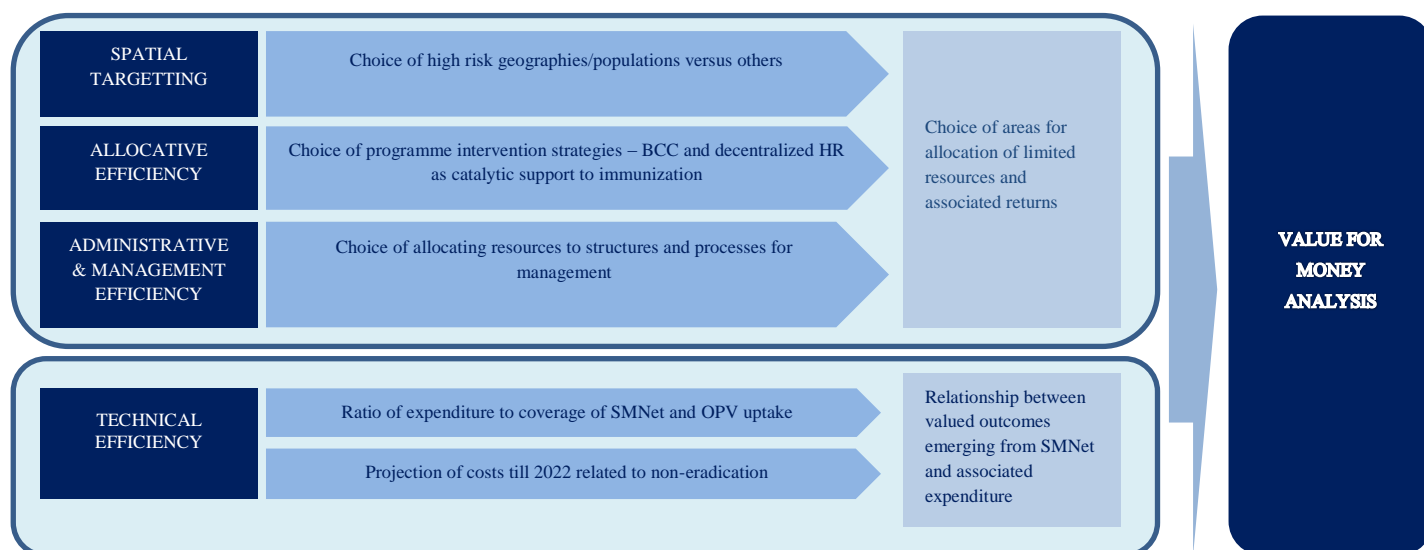 SPATIAL
TARGETTING
Choice of high risk geographies/populations versus others
ALLOCATIVE
EFFICIENCY
Choice of programme intervention strategies – BCC and decentralized HR
as catalytic support to immunization
ADMINISTRATIVE
& MANAGEMENT
EFFICIENCY
Choice of allocating resources to structures and processes for
management
Choice of areas for
allocation of limited
resources and
associated returns
TECHNICAL
EFFICIENCY
Ratio of expenditure to coverage of SMNet and OPV uptake
Projection of costs till 2022 related to non-eradication
Relationship between
valued outcomes
emerging from SMNet
and associated
expenditure
VALUE FOR
MONEY
ANALYSIS